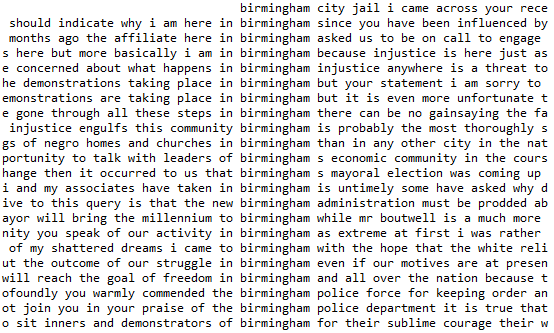 birmingham city jail i came across your rece
should indicate why i am here in birmingham since you have been influenced by
months ago the affiliate here in birmingham asked us to be on call to engage
s here but more basically i am in birmingham because injustice is here just as
e concerned about what happens in birmingham injustice anywhere is a threat to
he demonstrations taking place in birmingham but your statement i am sorry to
emonstrations are taking place in birmingham but it is even more unfortunate t
e gone through all these steps in birmingham there can be no gainsaying the fa
injustice engulfs this community birmingham is probably the most thoroughly s
gs of negro homes and churches in birmingham than in any other city in the nat
portunity to talk with leaders of birmingham s economic community in the cours
hange then it occurred to us that birmingham s mayoral election was coming up
i and my associates have taken in birmingham is untimely some have asked why d
ive to this query is that the new birmingham administration must be prodded ab
ayor will bring the millennium to birmingham while mr boutwell is a much more
nity you speak of our activity in birmingham as extreme at first i was rather
of my shattered dreams i came to birmingham with the hope that the white reli
ut the outcome of our struggle in birmingham even if our motives are at presen
will reach the goal of freedom in birmingham and all over the nation because t
ofoundly you warmly commended the birmingham police force for keeping order an
ot join you in your praise of the birmingham police department it is true that
o sit inners and demonstrators of birmingham for their sublime courage their w